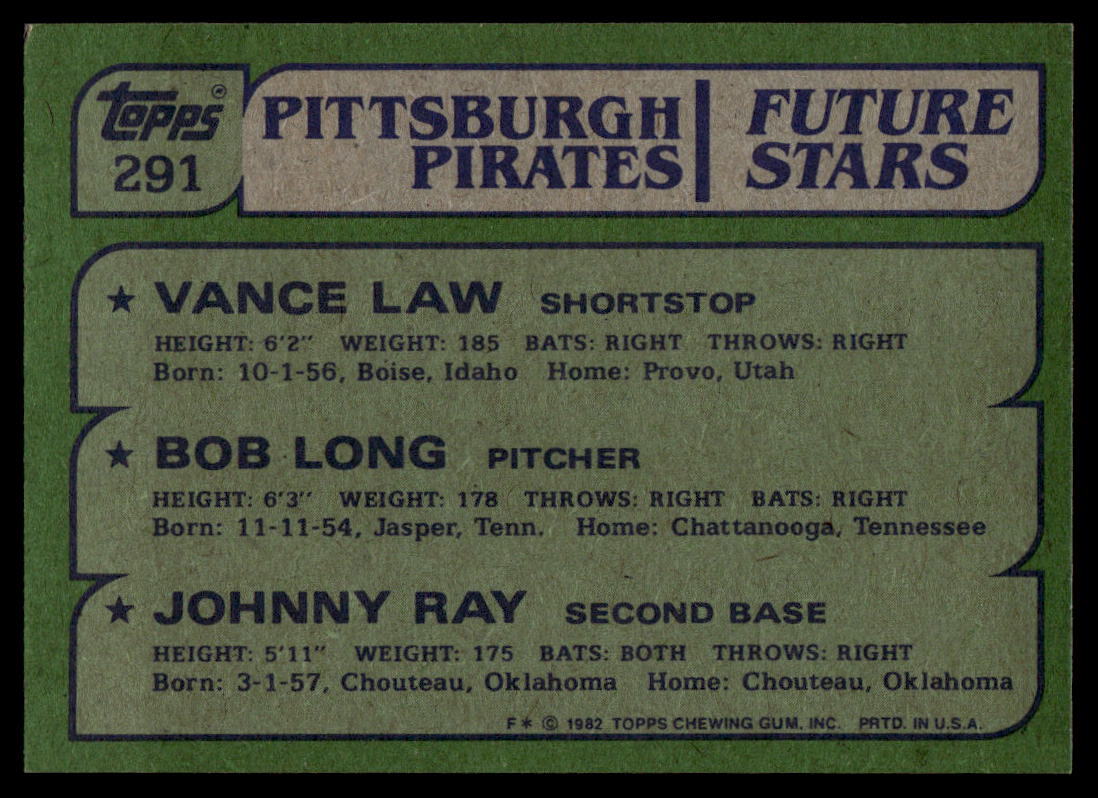 Topps®
291
PITTSBURGH PIRATES
FUTURE STARS
★ VANCE LAW SHORTSTOP
HEIGHT: 6'2" WEIGHT: 185 BATS: RIGHT THROWS: RIGHT
Born: 10-1-56, Boise, Idaho Home: Provo, Utah
★ BOB LONG PITCHER
HEIGHT: 6'3" WEIGHT: 178 THROWS: RIGHT BATS: RIGHT
Born: 11-11-54, Jasper, Tenn. Home: Chattanooga, Tennessee
★ JOHNNY RAY SECOND BASE
HEIGHT: 5'11" WEIGHT: 175 BATS: BOTH THROWS: RIGHT
Born: 3-1-57, Chouteau, Oklahoma Home: Chouteau, Oklahoma
F* © 1982 TOPPS CHEWING GUM, INC. PRTD. IN U.S.A.